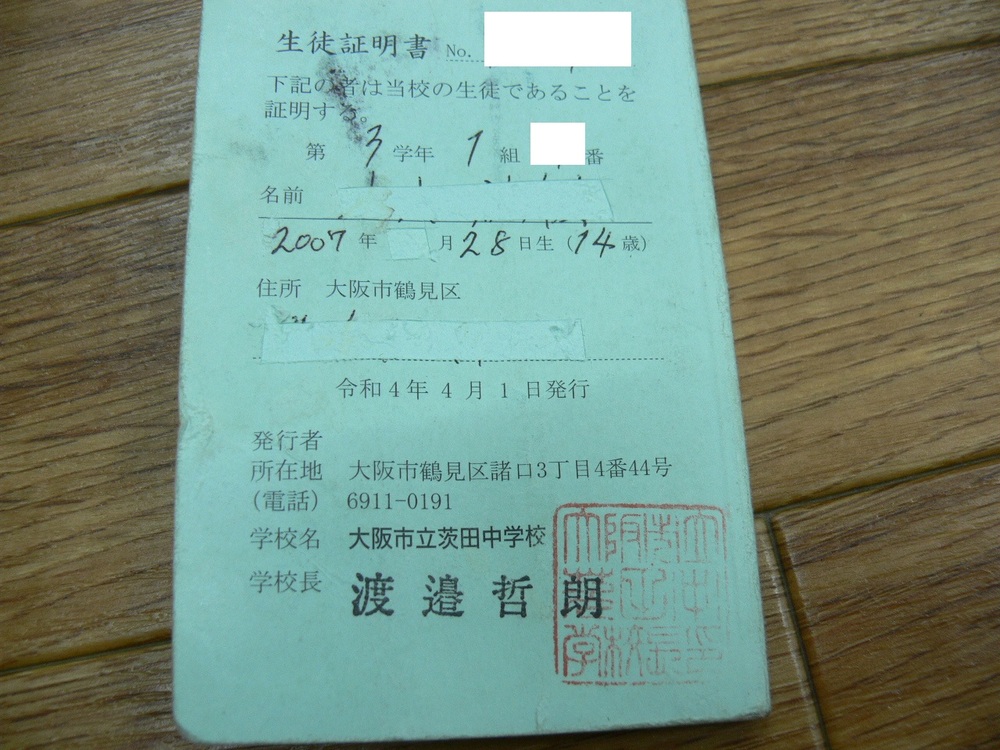 生徒証明書 No.
下記の者は当校の生徒であることを
証明する。
第 3 学年 1 組 番
名前
2007 年 月 28 日生 (14 歳)
住所 大阪市鶴見区
令和4年 4月 1日発行
発行者
所在地 大阪市鶴見区諸口3丁目4番44号
(電話) 6911-0191
学校名 大阪市立茨田中学校
学校長 渡邉哲朗